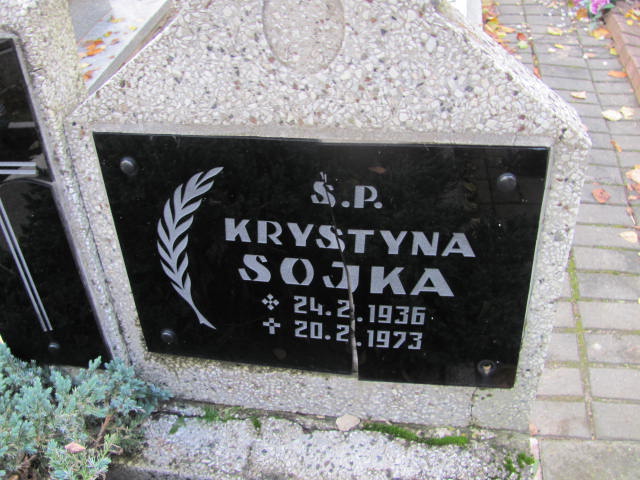 Ś.P.
KRYSTYNA
SOJKA
24.2.1936
20.2.1973